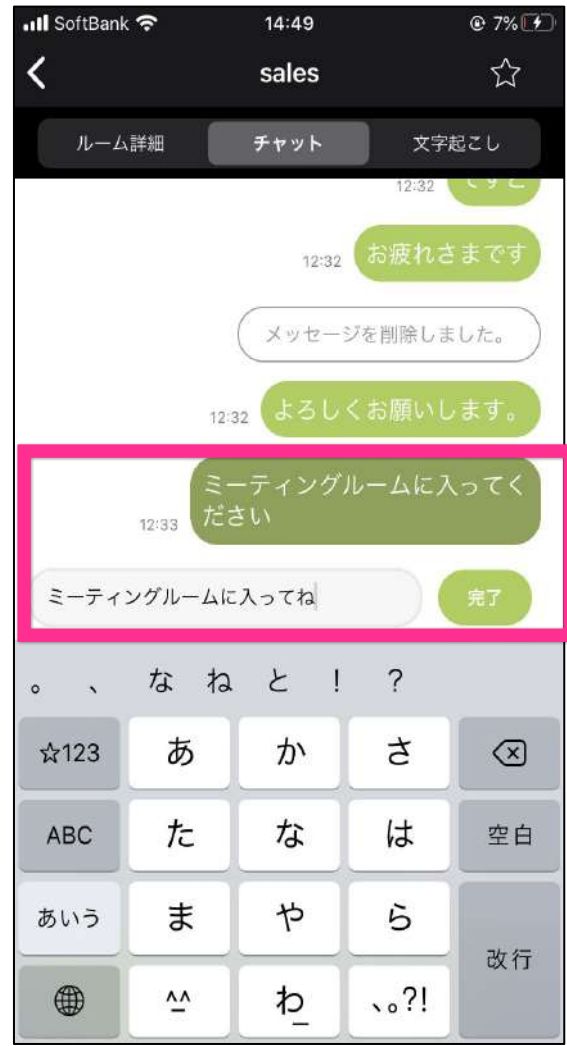 SoftBank 14:49 7%
sales
ルーム詳細 チャット 文字起こし
12:32
12:32 お疲れさまです
メッセージを削除しました。
12:32 よろしくお願いします。
ミーティングルームに入ってく
12:33 ださい
ミーティングルームに入ってね 完了
。 、 な ね と ! ?
☆123 あ か さ
ABC た な は 空白
あいう ま や ら
改行
^^ わ 、。?!